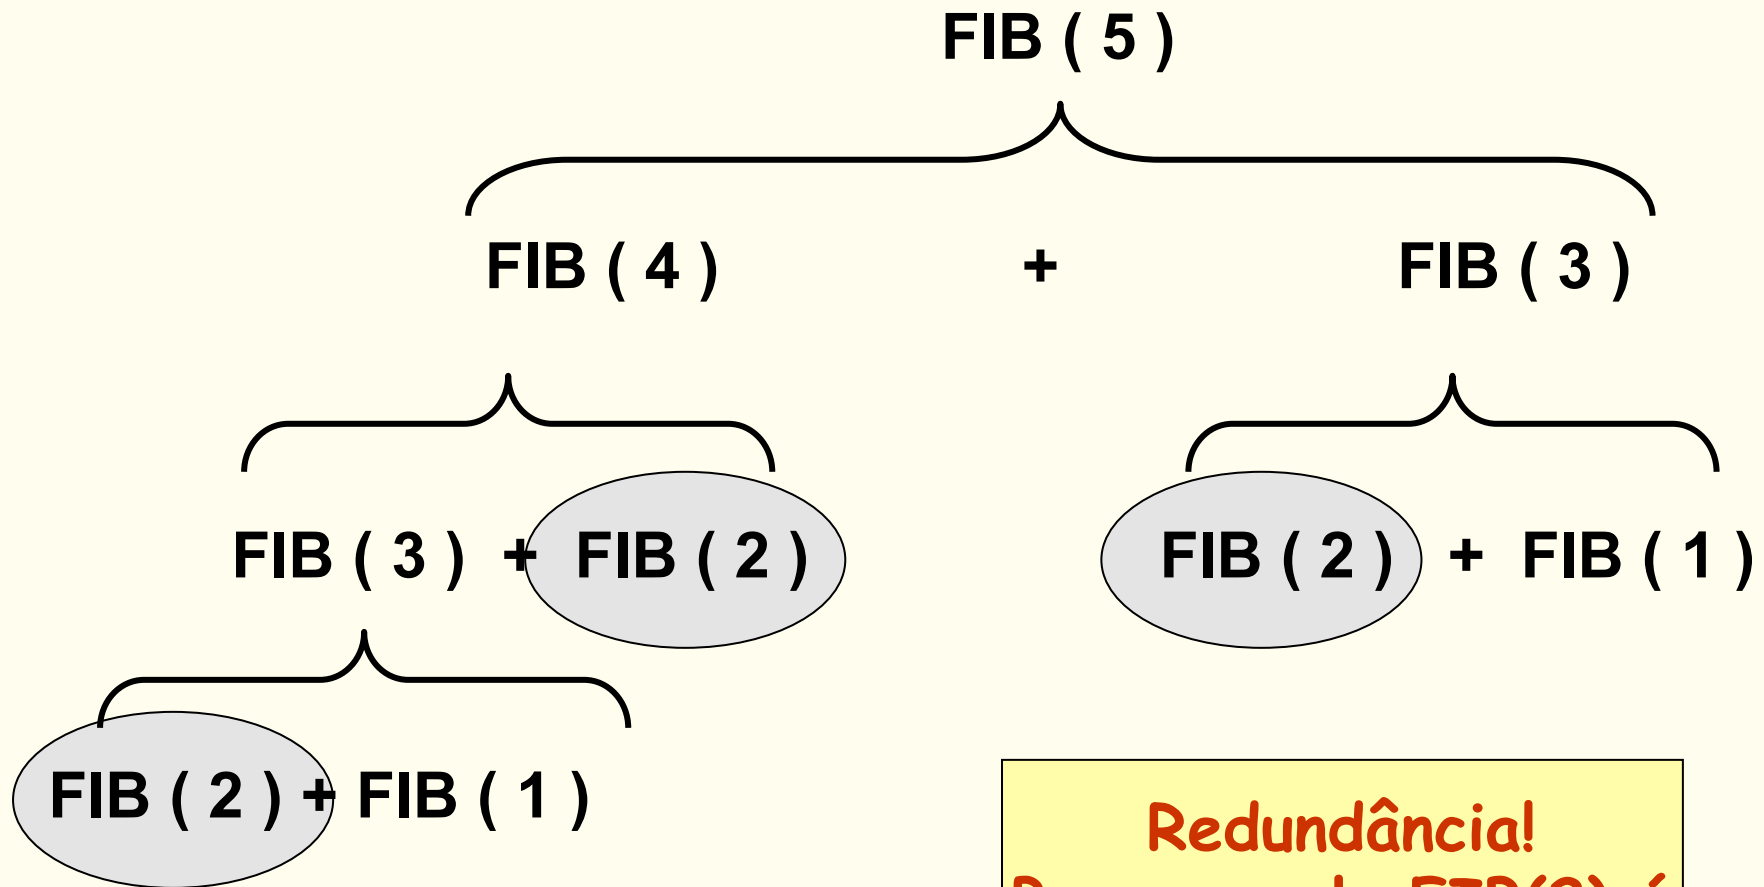 FIB ( 5 )
FIB ( 4 ) + FIB ( 3 )
FIB ( 3 ) + FIB ( 2 ) FIB ( 2 ) + FIB ( 1 )
FIB ( 2 ) + FIB ( 1 )
Redundância!